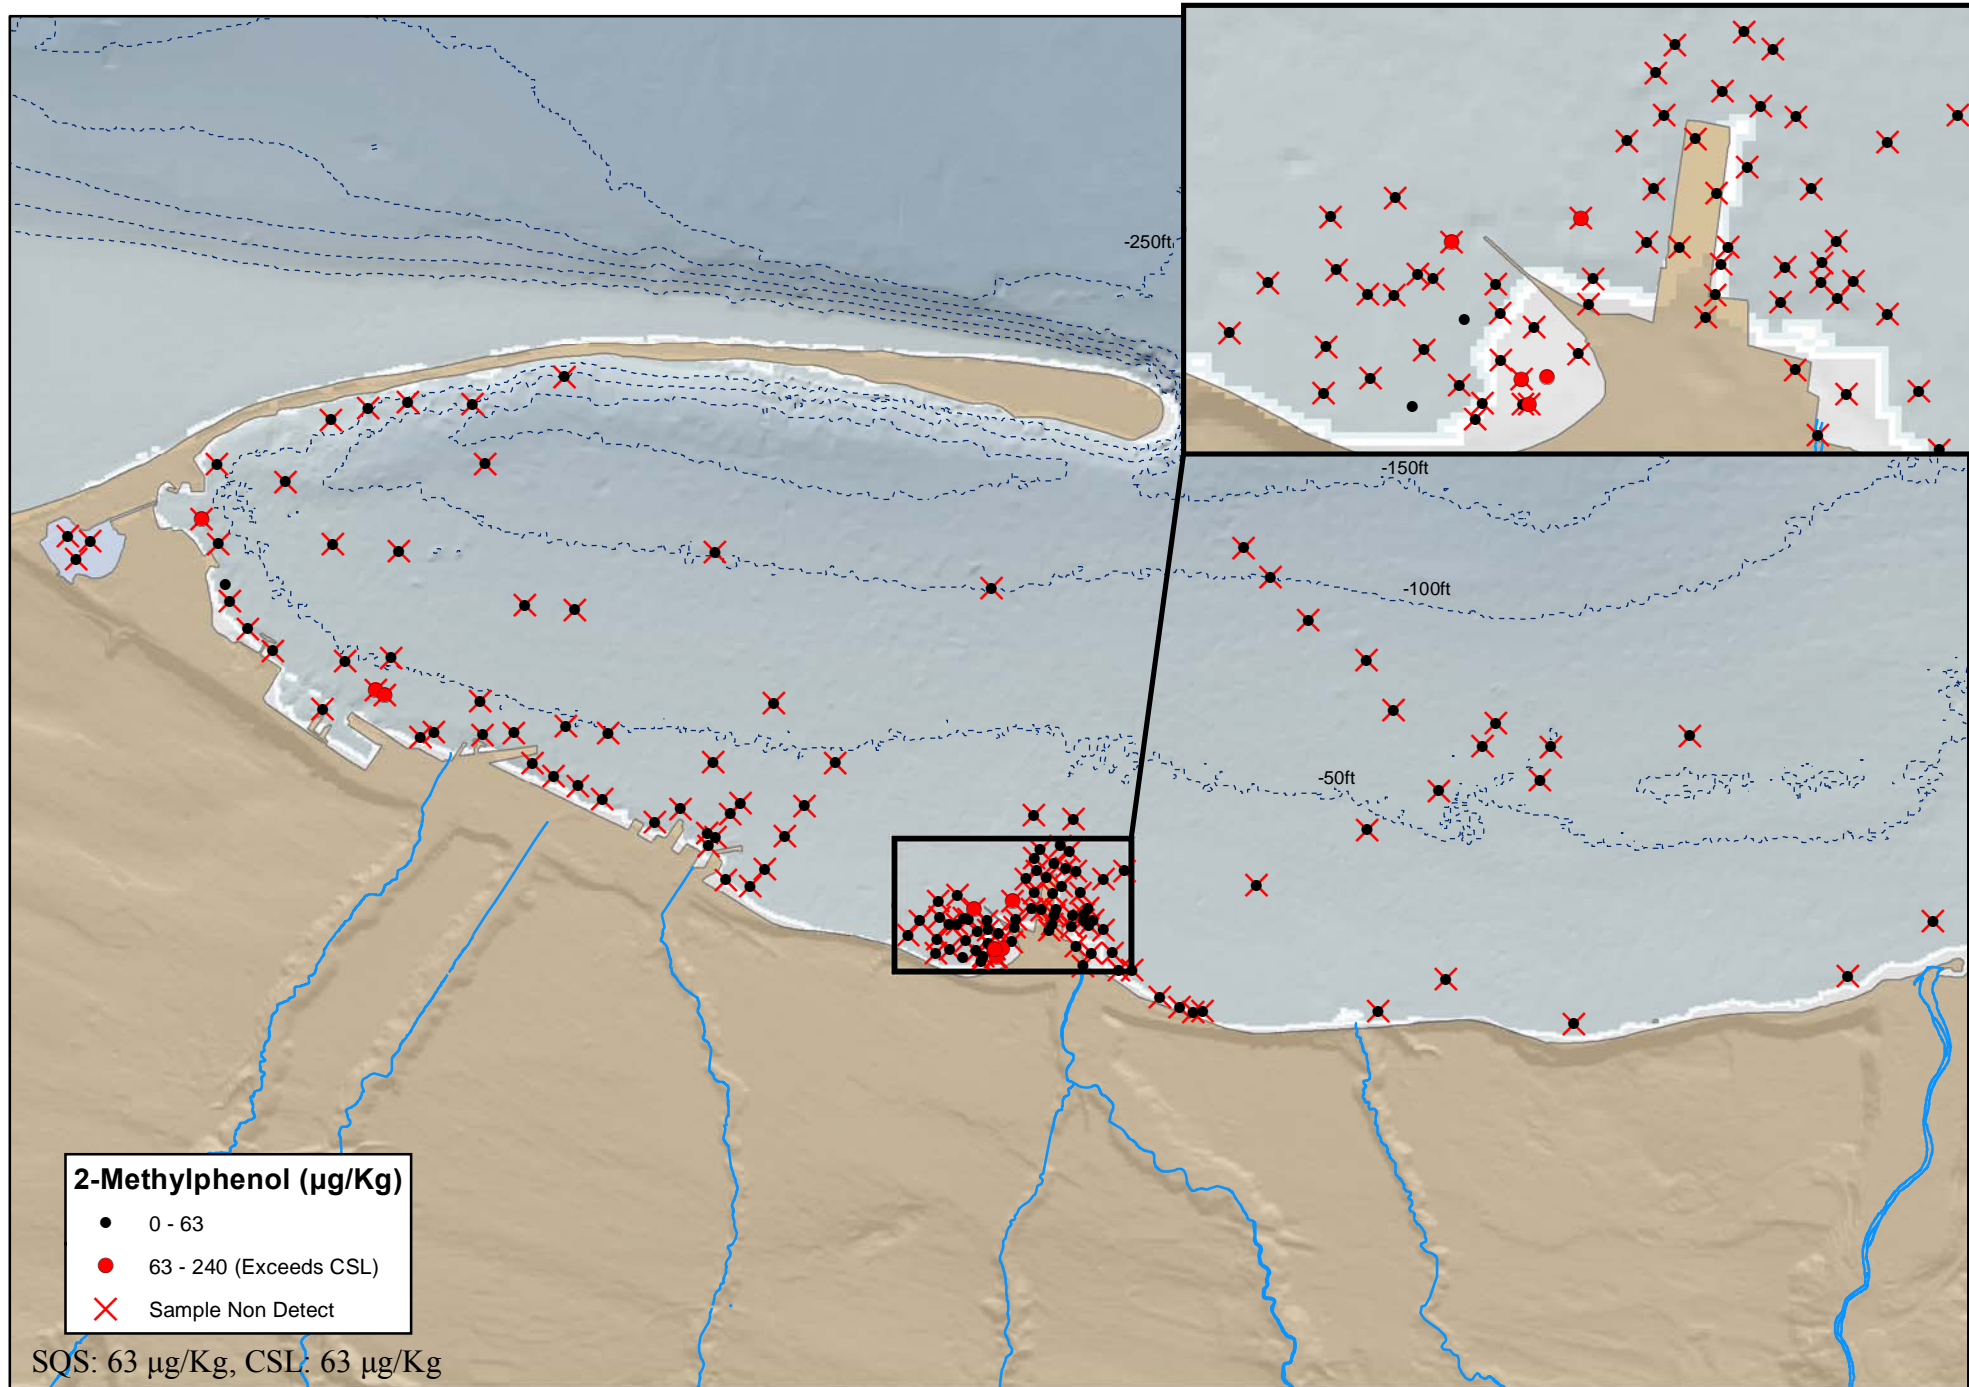 -250ft
-150ft
-100ft
-50ft
2-Methylphenol (µg/Kg)
0 - 63
63 - 240 (Exceeds CSL)
Sample Non Detect
SQS: 63 µg/Kg, CSL: 63 µg/Kg